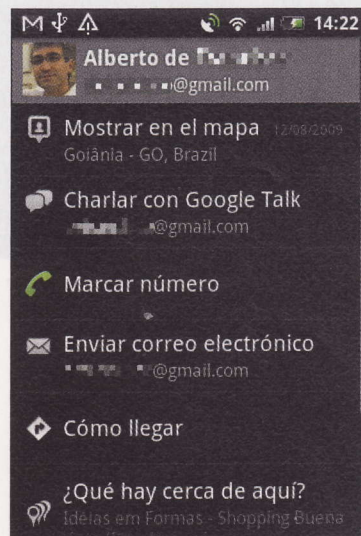 14:22
Alberto de
@gmail.com
Mostrar en el mapa 12/08/2009
Goiânia - GO, Brazil
Charlar con Google Talk
@gmail.com
Marcar número
Enviar correo electrónico
@gmail.com
Cómo llegar
¿Qué hay cerca de aquí?
Idéias em Formas - Shopping Buena